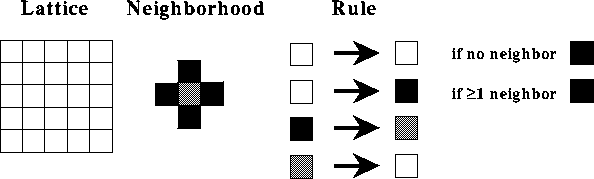 Lattice Neighborhood Rule
if no neighbor
if ≥1 neighbor